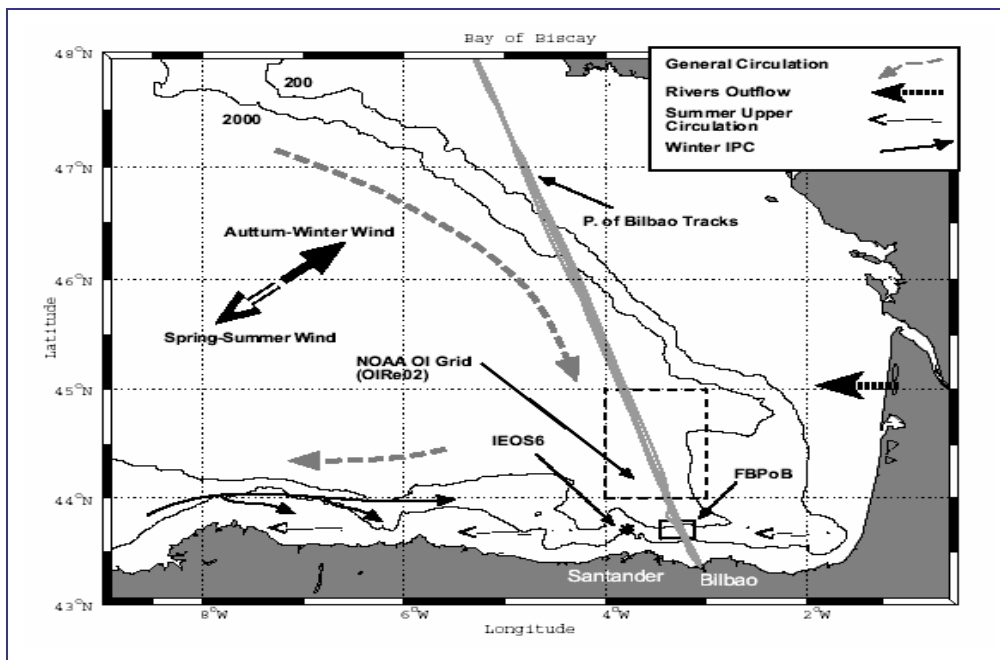 Bay of Biscay
48°N
47°N
46°N
45°N
44°N
43°N
Latitude
8°W
6°W
4°W
2°W
Longitude
General Circulation
Rivers Outflow
Summer Upper
Circulation
Winter IPC
200
2000
P. of Bilbao Tracks
Auttum-Winter Wind
Spring-Summer Wind
NOAA OI Grid
(OIRe02)
IEOS6
FBPoB
Santander
Bilbao